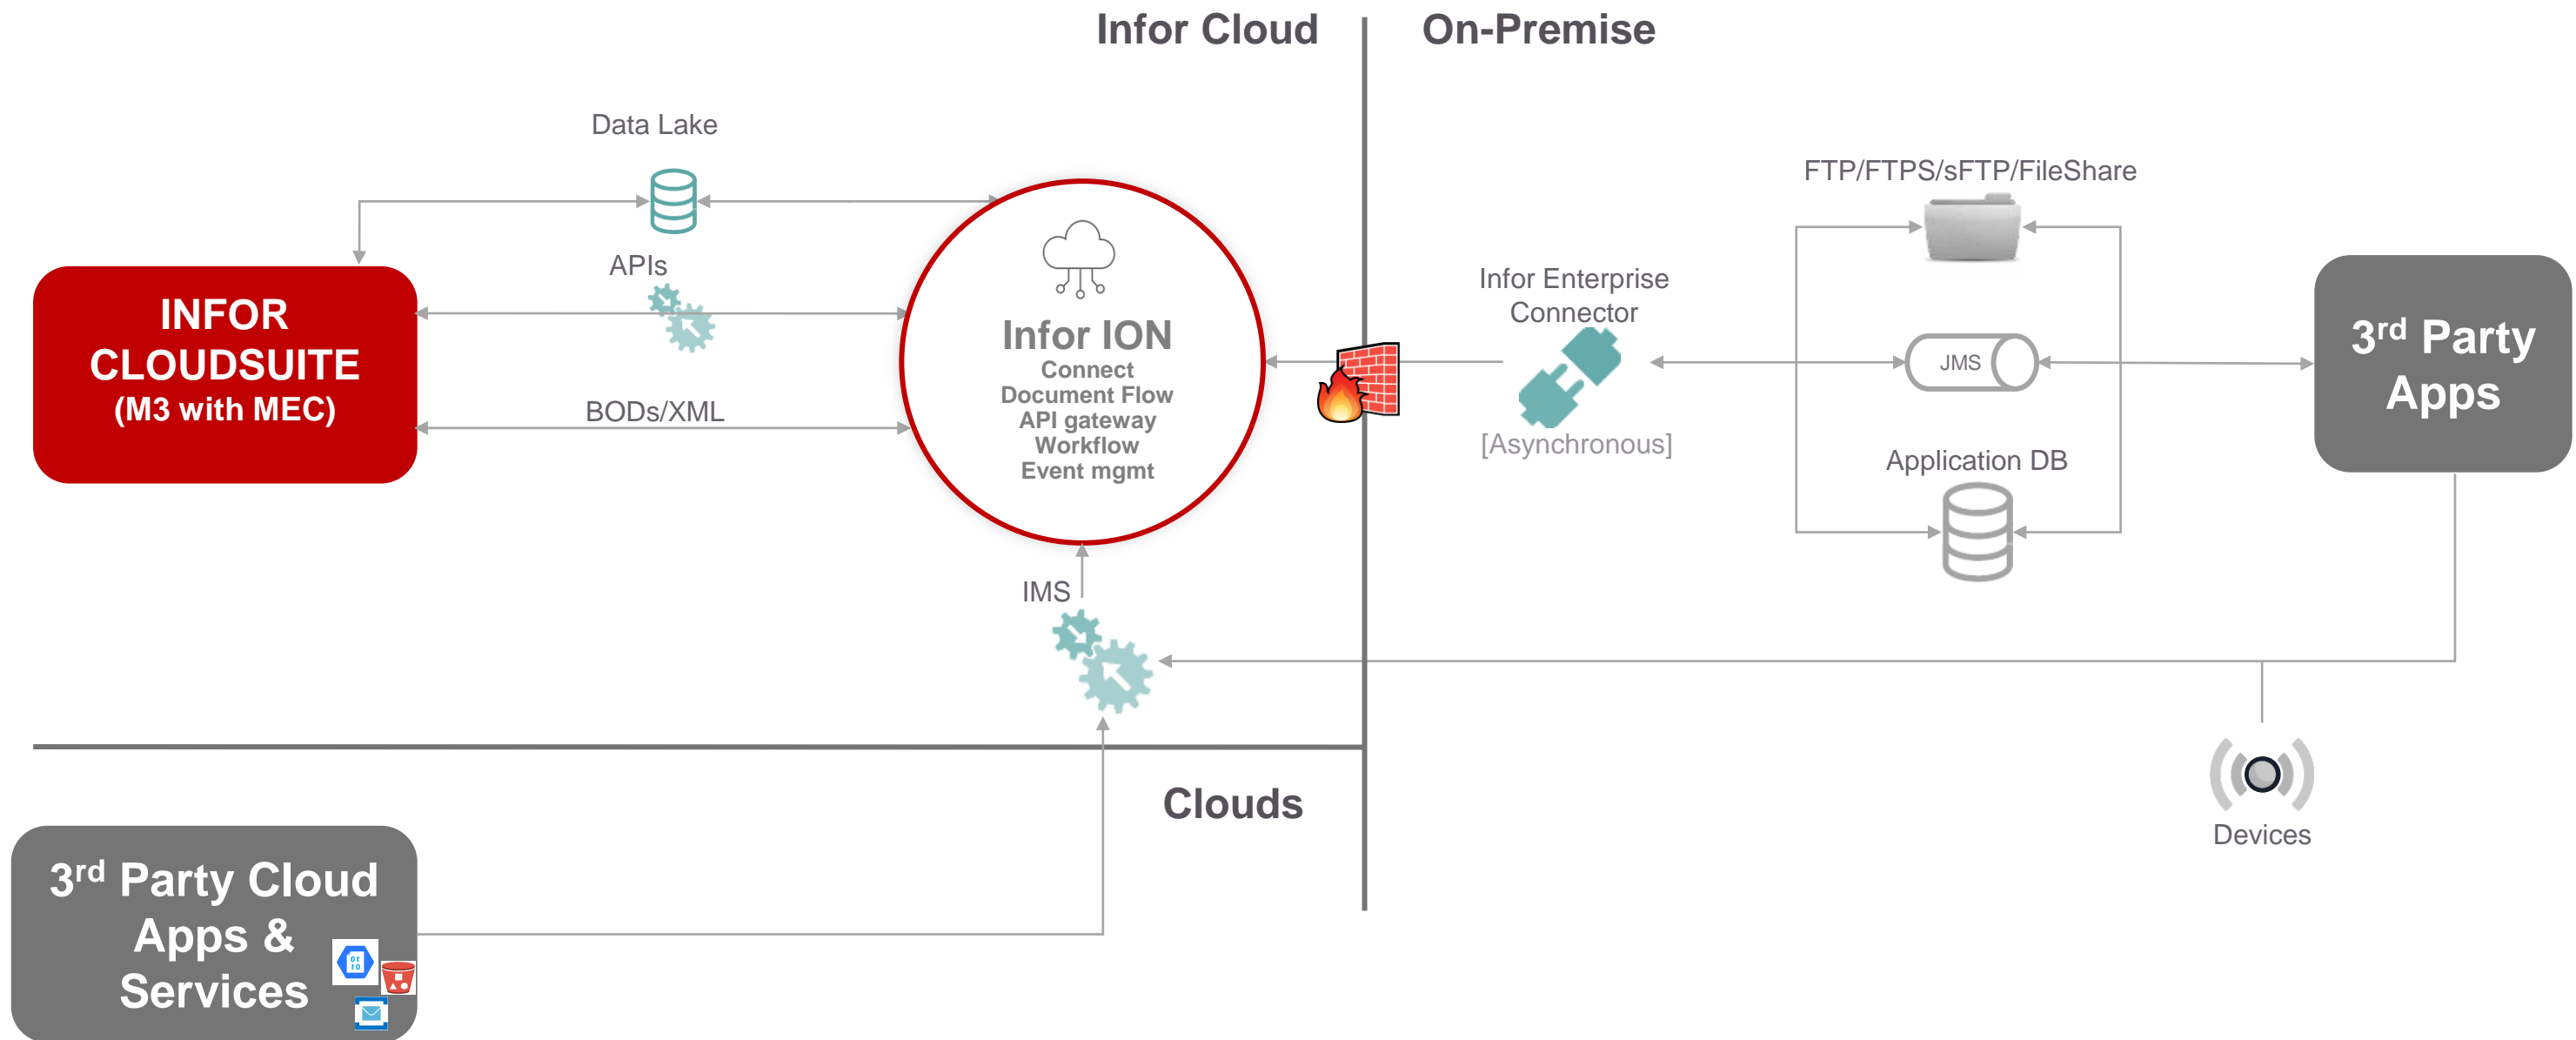 Infor Cloud
On-Premise
Data Lake
APIs
BODs/XML
INFOR
CLOUDSUITE
(M3 with MEC)
Infor ION
Connect
Document Flow
API gateway
Workflow
Event mgmt
IMS
Infor Enterprise
Connector
[Asynchronous]
FTP/FTPS/sFTP/FileShare
JMS
Application DB
3rd Party
Apps
Devices
Clouds
3rd Party Cloud
Apps &
Services